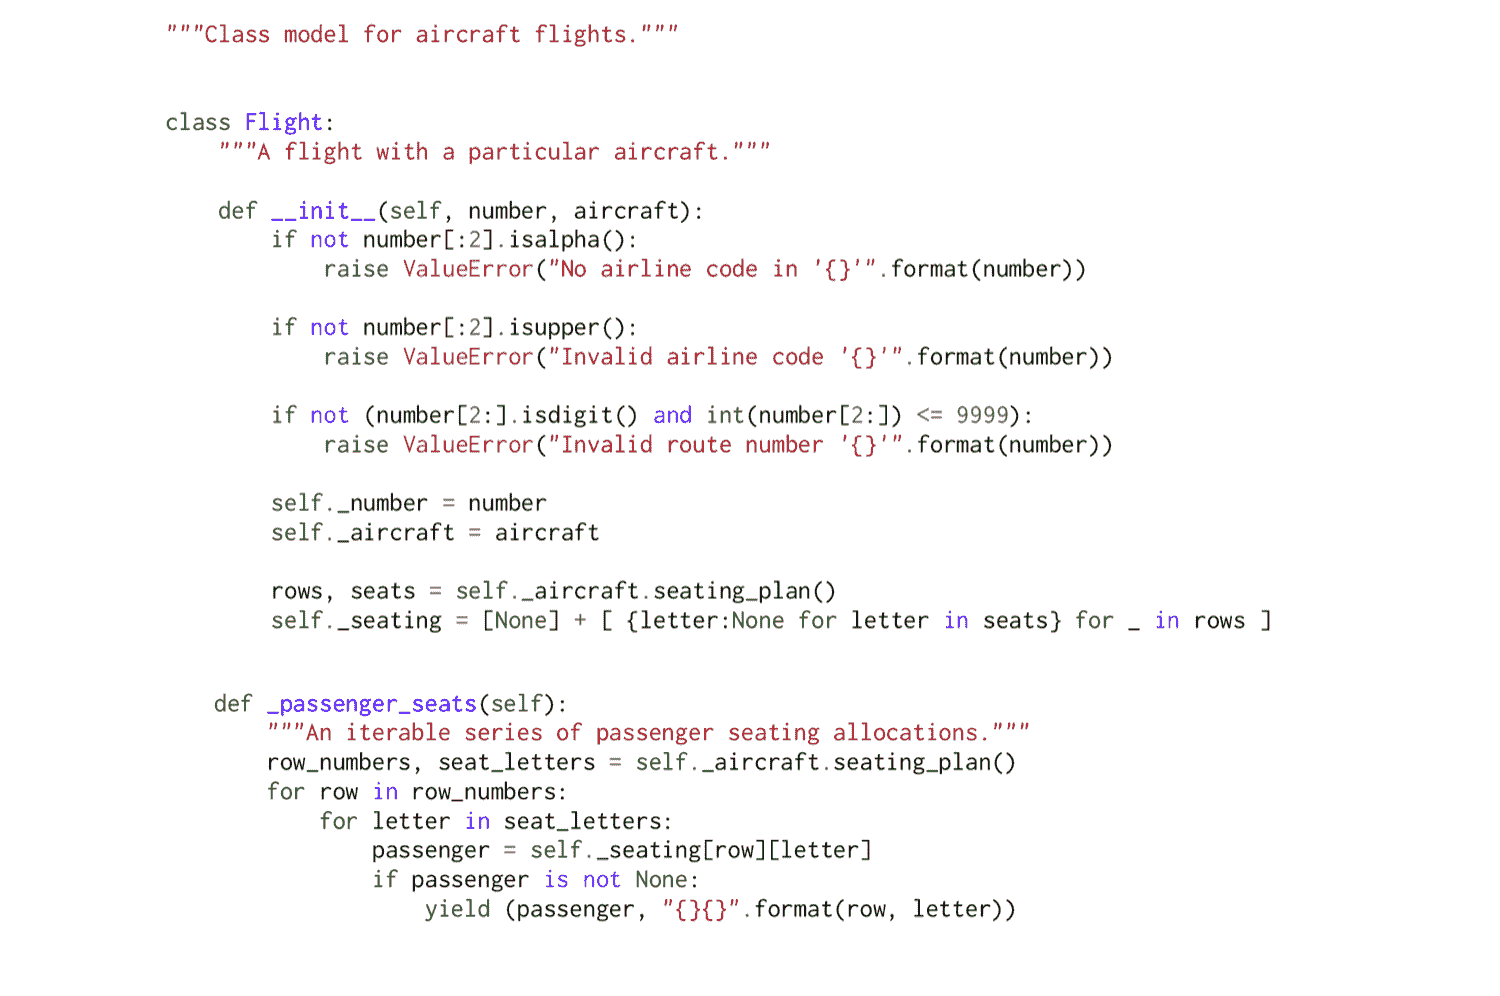 """Class model for aircraft flights."""
class Flight:
"""A flight with a particular aircraft."""
def __init__(self, number, aircraft):
if not number[:2].isalpha():
raise ValueError("No airline code in '{}'".format(number))
if not number[:2].isupper():
raise ValueError("Invalid airline code '{}'".format(number))
if not (number[2:].isdigit() and int(number[2:]) <= 9999):
raise ValueError("Invalid route number '{}'".format(number))
self._number = number
self._aircraft = aircraft
rows, seats = self._aircraft.seating_plan()
self._seating = [None] + [ {letter:None for letter in seats} for _ in rows ]
def _passenger_seats(self):
"""An iterable series of passenger seating allocations."""
row_numbers, seat_letters = self._aircraft.seating_plan()
for row in row_numbers:
for letter in seat_letters:
passenger = self._seating[row][letter]
if passenger is not None:
yield (passenger, "{}{}".format(row, letter))